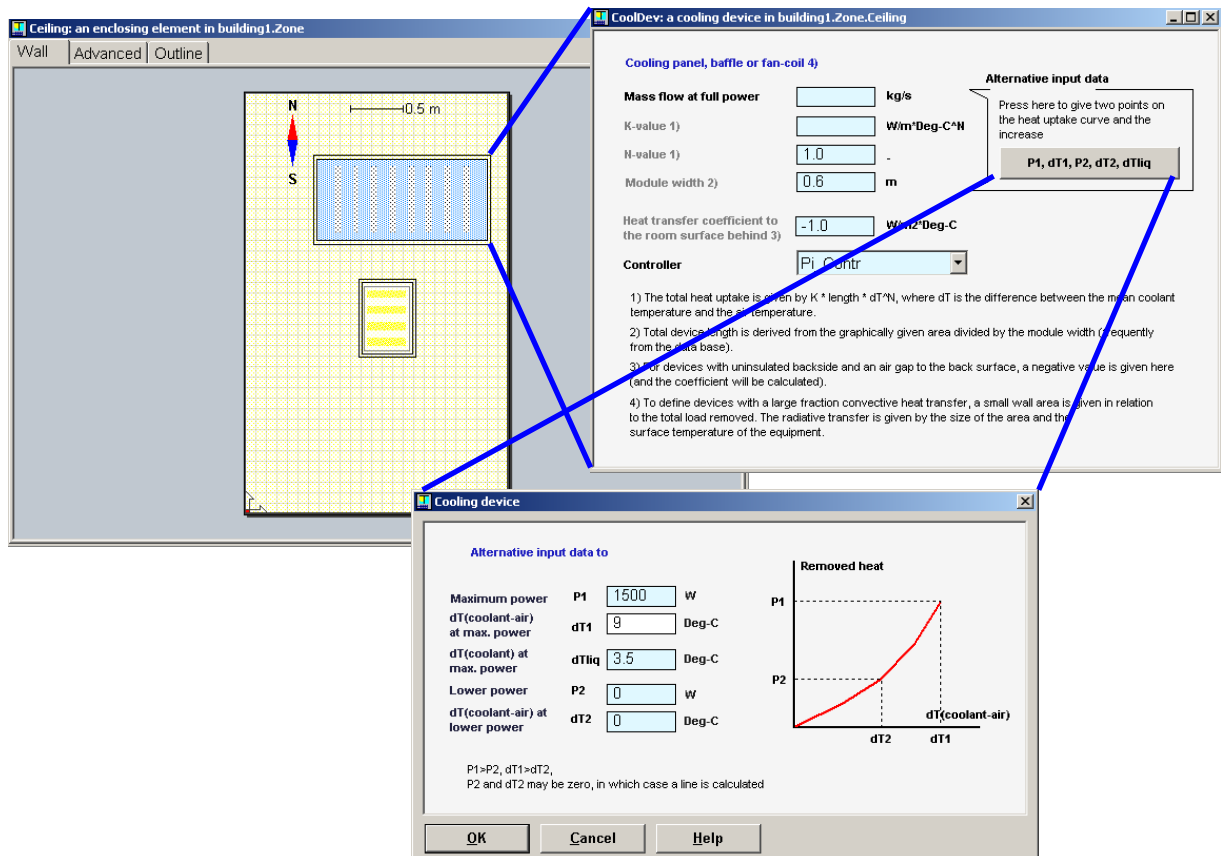 Ceiling: an enclosing element in building1.Zone
Wall
Advanced
Outline
N
0.5 m
S
CoolDev: a cooling device in building1.Zone.Ceiling
Cooling panel, baffle or fan-coil 4)
Mass flow at full power
kg/s
K-value 1)
W/m*Deg-C^N
N-value 1)
1.0
-
Module width 2)
0.6
m
Heat transfer coefficient to
the room surface behind 3)
-1.0
W/m2*Deg-C
Controller
Pi_Contr
Alternative input data
Press here to give two points on
the heat uptake curve and the
increase
P1, dT1, P2, dT2, dTliq
1) The total heat uptake is given by K * length * dT^N, where dT is the difference between the mean coolant
temperature and the air temperature.
2) Total device length is derived from the graphically given area divided by the module width (frequently
from the data base).
3) For devices with uninsulated backside and an air gap to the back surface, a negative value is given here
(and the coefficient will be calculated).
4) To define devices with a large fraction convective heat transfer, a small wall area is given in relation
to the total load removed. The radiative transfer is given by the size of the area and the
surface temperature of the equipment.
Cooling device
Alternative input data to
Maximum power
P1
1500
W
dT(coolant-air)
at max. power
dT1
9
Deg-C
dT(coolant) at
max. power
dTliq
3.5
Deg-C
Lower power
P2
0
W
dT(coolant-air) at
lower power
dT2
0
Deg-C
P1>P2, dT1>dT2,
P2 and dT2 may be zero, in which case a line is calculated
Removed heat
P1
P2
dT(coolant-air)
dT2
dT1
OK
Cancel
Help